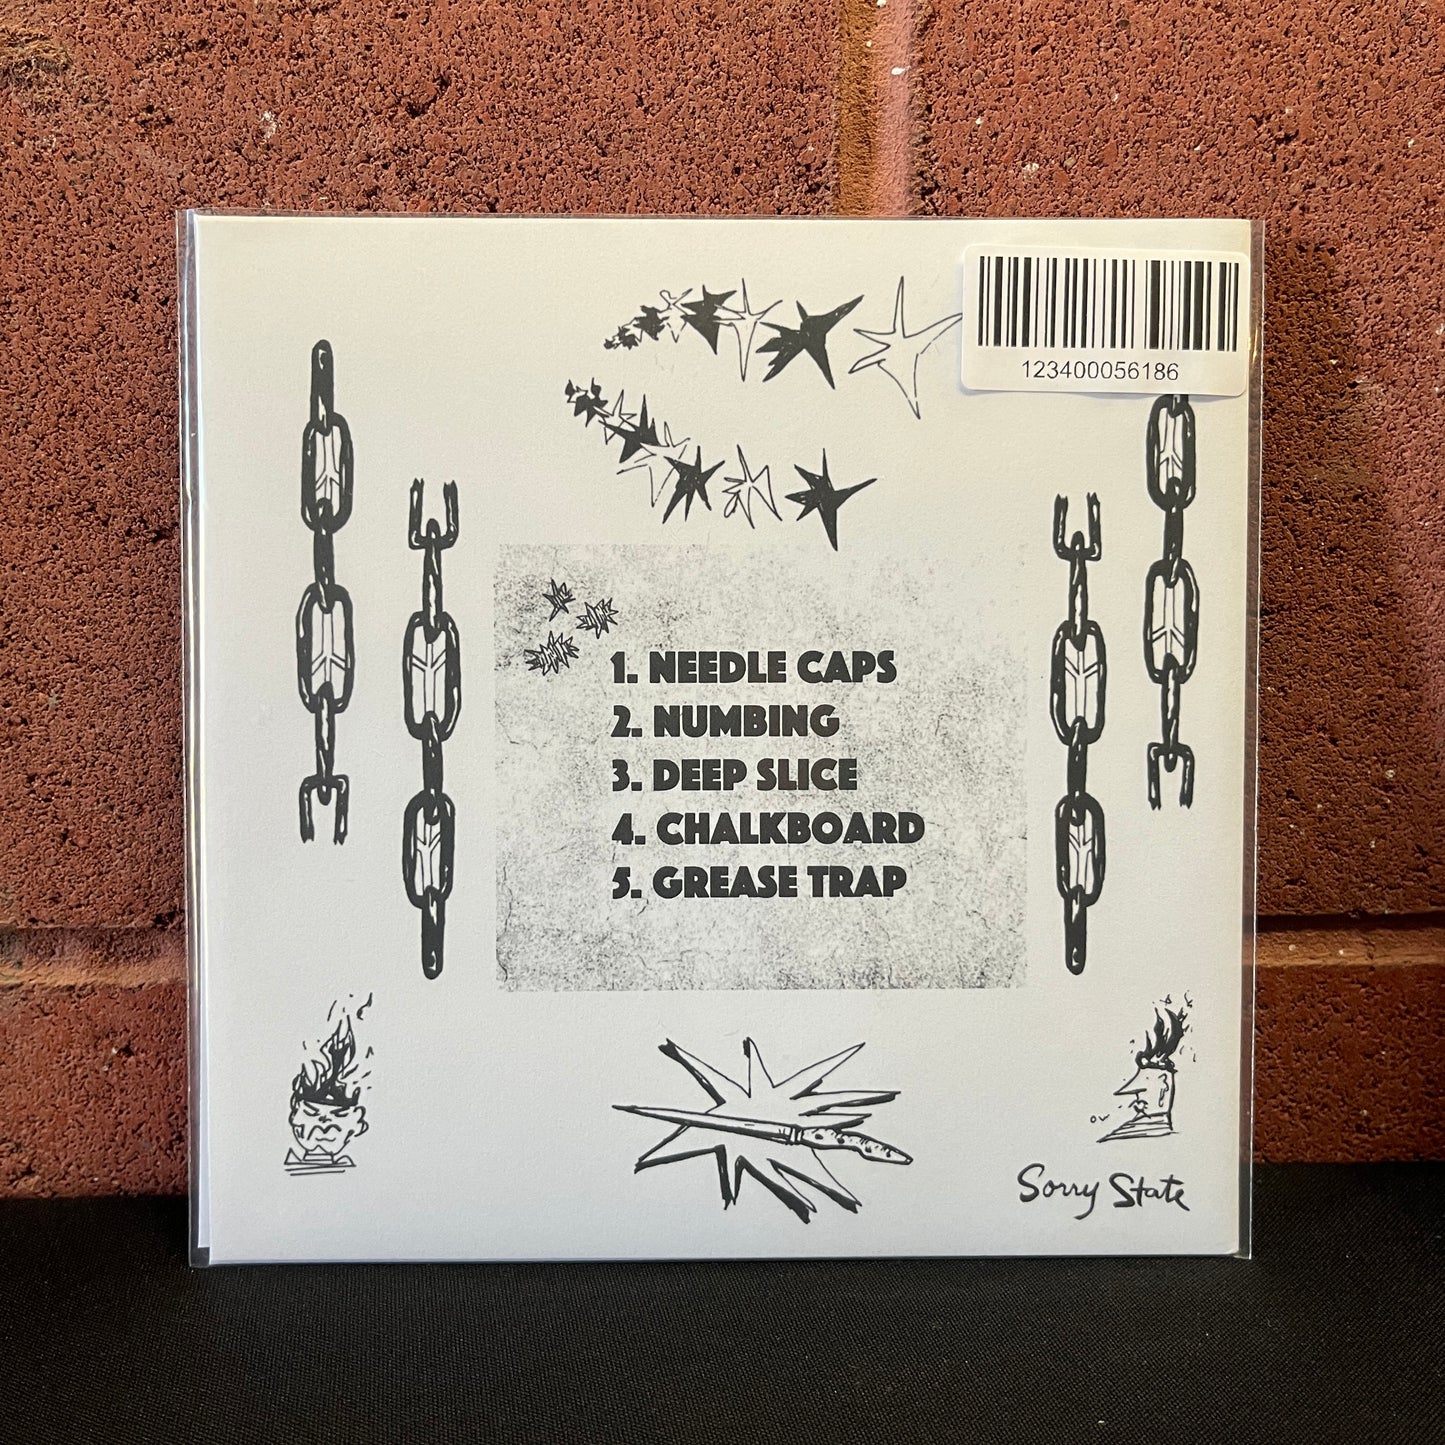 123400056186
1. NEEDLE CAPS
2. NUMBING
3. DEEP SLICE
4. CHALKBOARD
5. GREASE TRAP
Sorry State